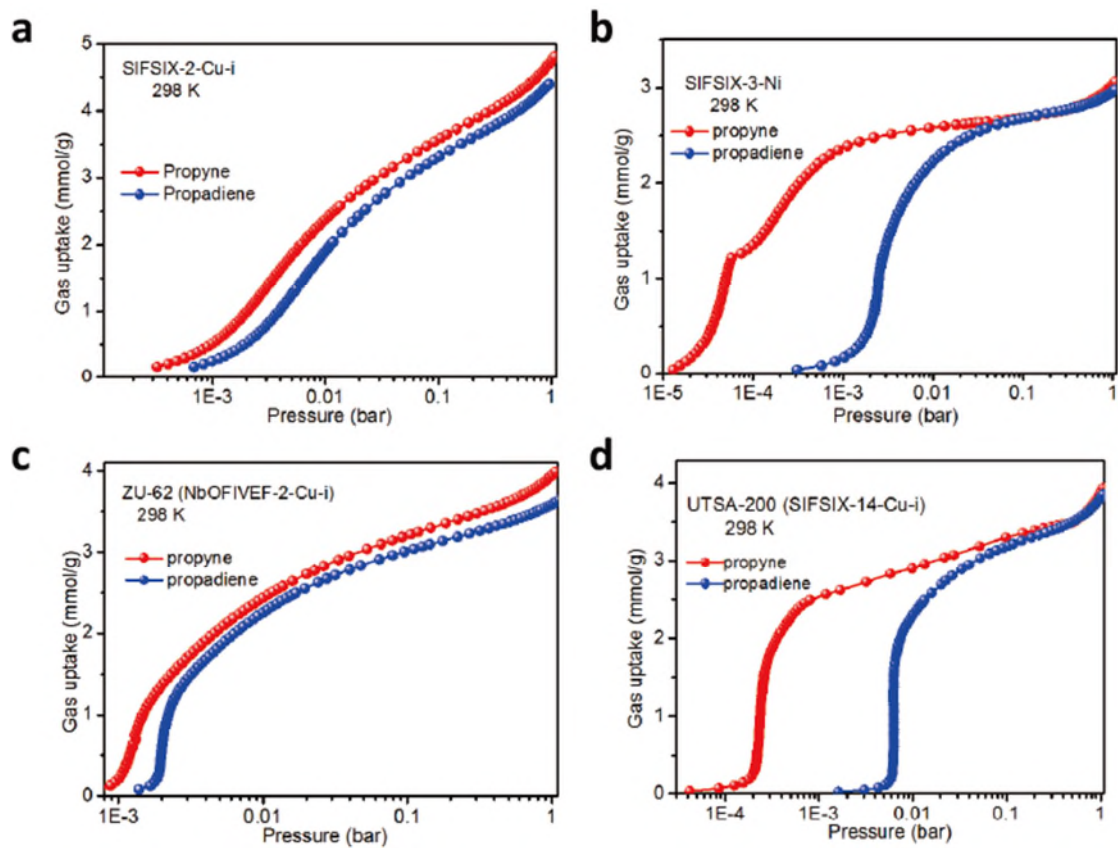 a
SIFSIX-2-Cu-i
298 K
Propyne
Propadiene
Gas uptake (mmol/g)
5
4
3
2
1
0
1E-3
0.01
0.1
1
Pressure (bar)
b
SIFSIX-3-Ni
298 K
propyne
propadiene
Gas uptake (mmol/g)
3
2
1
0
1E-5
1E-4
1E-3
0.01
0.1
1
Pressure (bar)
c
ZU-62 (NbOFIVEF-2-Cu-i)
298 K
propyne
propadiene
Gas uptake (mmol/g)
4
3
2
1
0
1E-3
0.01
0.1
1
Pressure (bar)
d
UTSA-200 (SIFSIX-14-Cu-i)
298 K
propyne
propadiene
Gas uptake (mmol/g)
4
3
2
1
0
1E-4
1E-3
0.01
0.1
1
Pressure (bar)